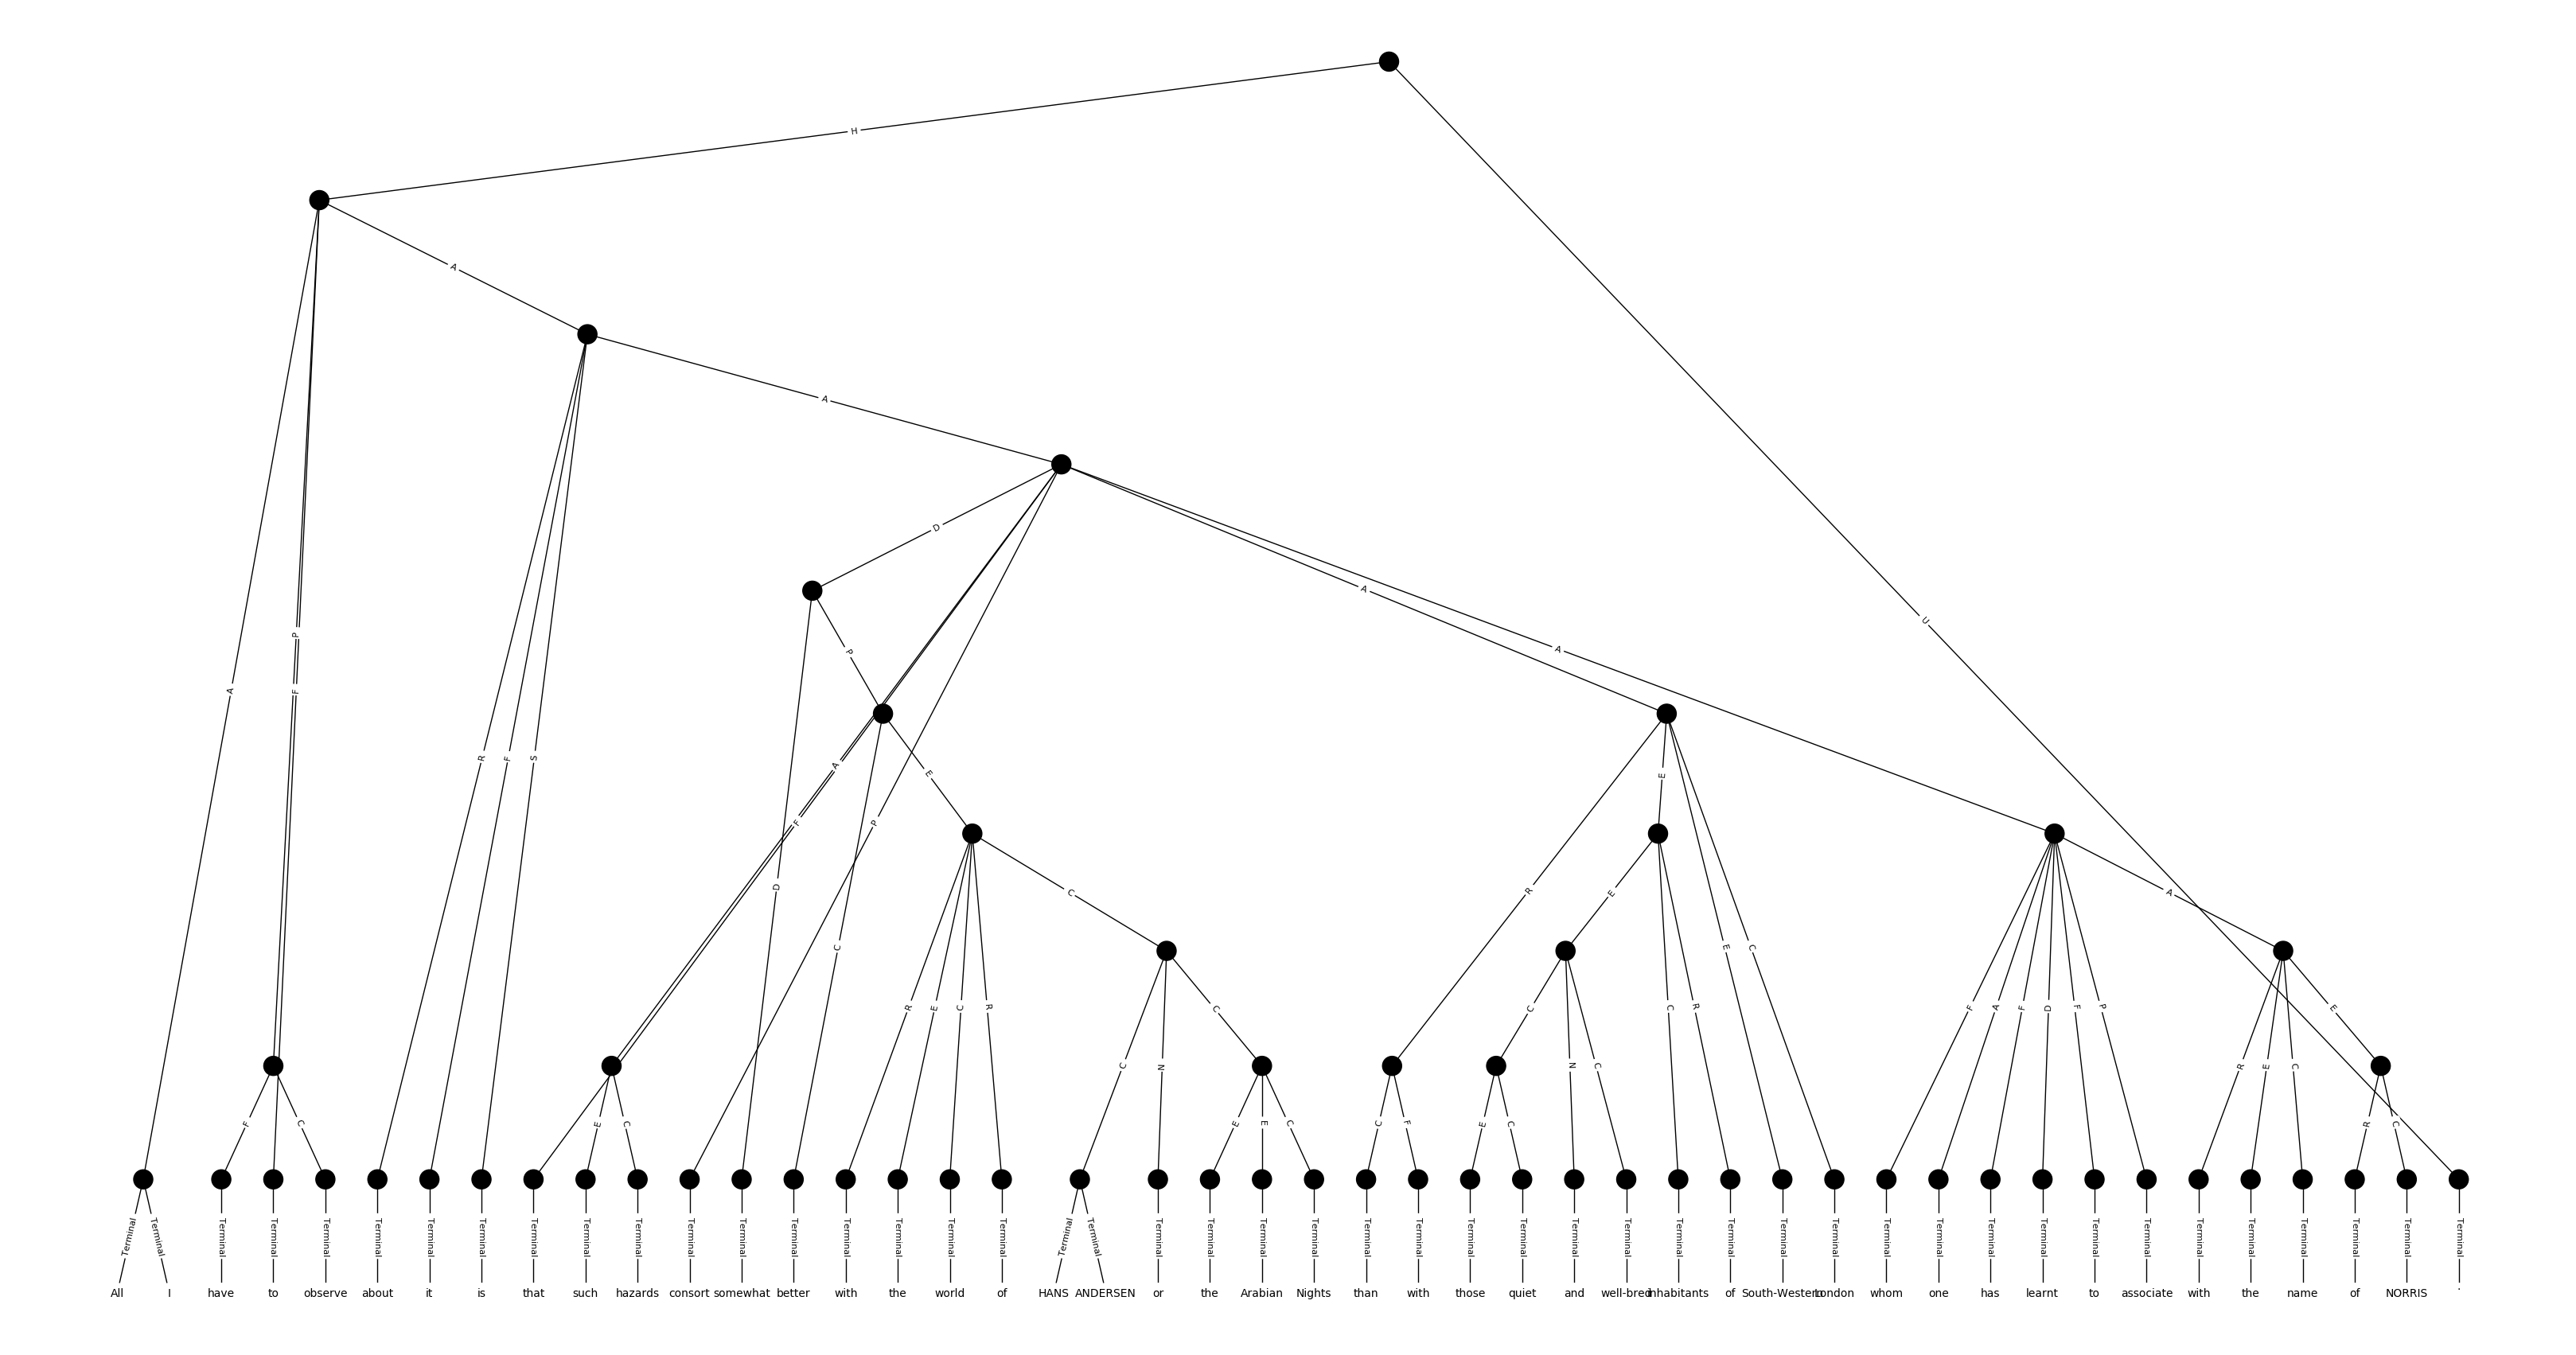 H
A
A
D
A
A
U
P
P
A
F
A
R
F
S
A
E
E
F
P
D
R
E
A
C
C
R
E
C
R
C
N
C
C
N
C
C
R
E
C
F
A
F
D
F
P
R
E
C
E
F
C
E
C
E
E
C
C
F
E
C
R
C
Terminal Terminal Terminal Terminal Terminal Terminal Terminal Terminal Terminal Terminal Terminal Terminal Terminal Terminal Terminal Terminal Terminal Terminal Terminal Terminal Terminal Terminal Terminal Terminal Terminal Terminal Terminal Terminal Terminal Terminal Terminal Terminal Terminal Terminal Terminal Terminal Terminal Terminal Terminal Terminal Terminal Terminal Terminal Terminal Terminal Terminal
All I have to observe about it is that such hazards consort somewhat better with the world of HANS ANDERSEN or the Arabian Nights than with those quiet and well-bred inhabitants of South-Western London whom one has learnt to associate with the name of NORRIS .